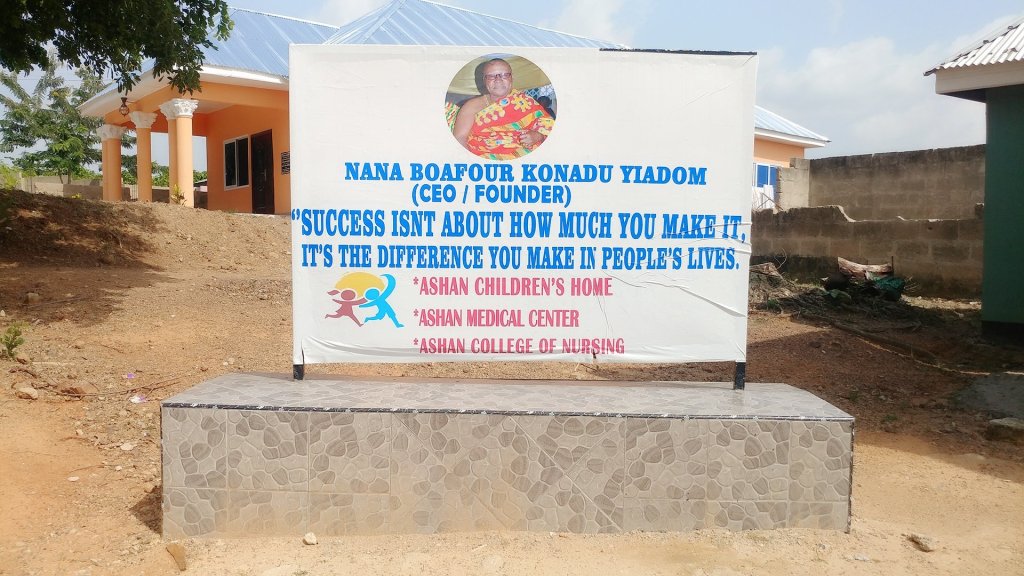 NANA BOAFOUR KONADU YIADOM
(CEO / FOUNDER)
"SUCCESS ISNT ABOUT HOW MUCH YOU MAKE IT,
IT'S THE DIFFERENCE YOU MAKE IN PEOPLE'S LIVES.
*ASHAN CHILDREN'S HOME
*ASHAN MEDICAL CENTER
*ASHAN COLLEGE OF NURSING